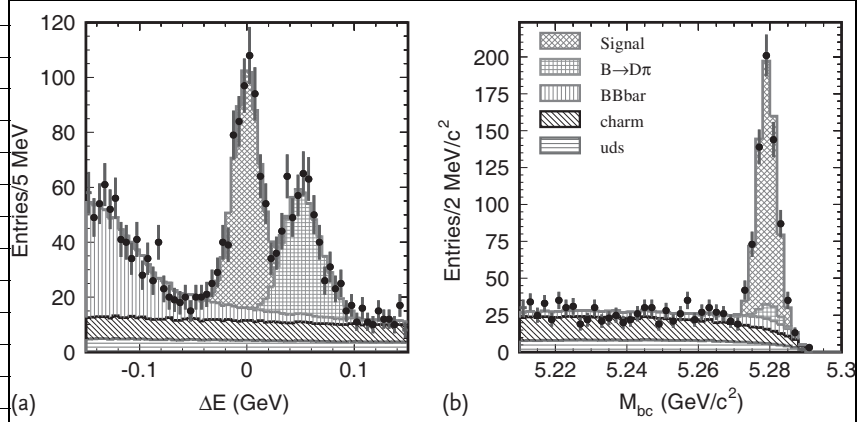 120
100
80
60
40
20
0
Entries/5 MeV
-0.1
0
0.1
(a)
ΔE (GeV)
200
175
150
125
100
75
50
25
0
Entries/2 MeV/c²
Signal
B→Dπ
BBbar
charm
uds
5.22
5.24
5.26
5.28
5.3
(b)
M_bc (GeV/c²)